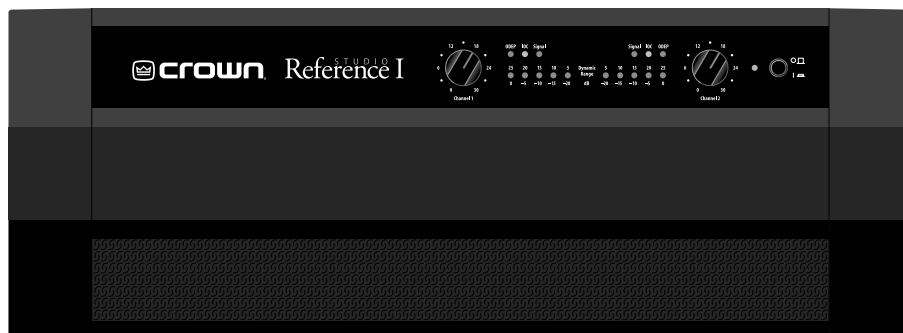 crown
STUDIO
Reference I
12 18
6 24
0 30
Channel 1
ODEP IOC Signal
25 20 15 10 5
0 -5 -10 -15 -20
Dynamic
Range
dB
Signal IOC ODEP
5 10 15 20 25
-20 -15 -10 -5 0
12 18
6 24
0 30
Channel 2